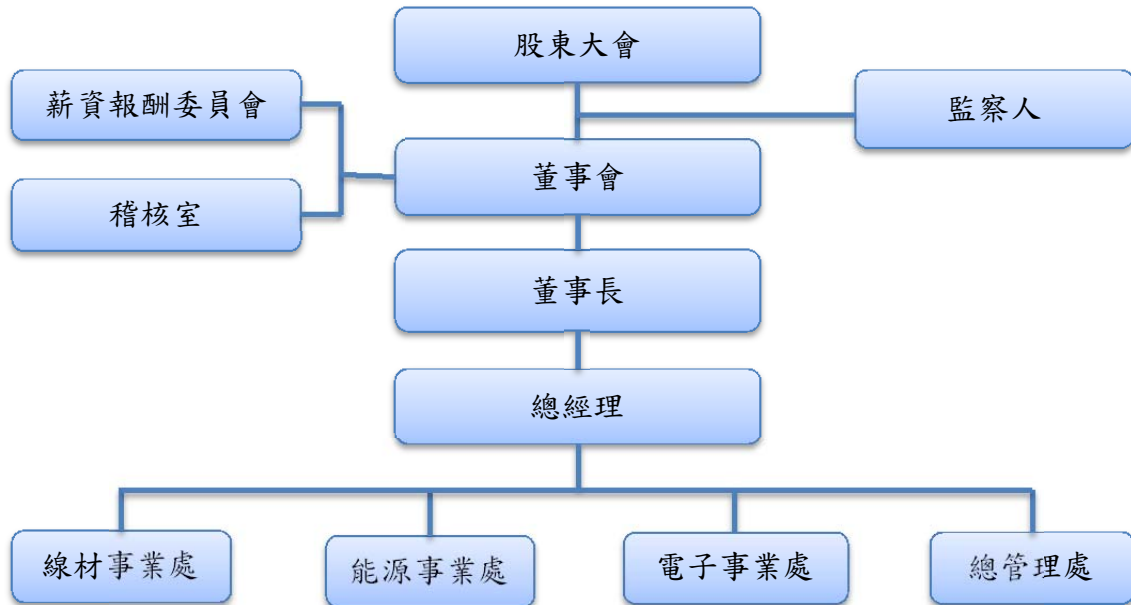 股東大會
薪資報酬委員會
監察人
董事會
稽核室
董事長
總經理
線材事業處
能源事業處
電子事業處
總管理處